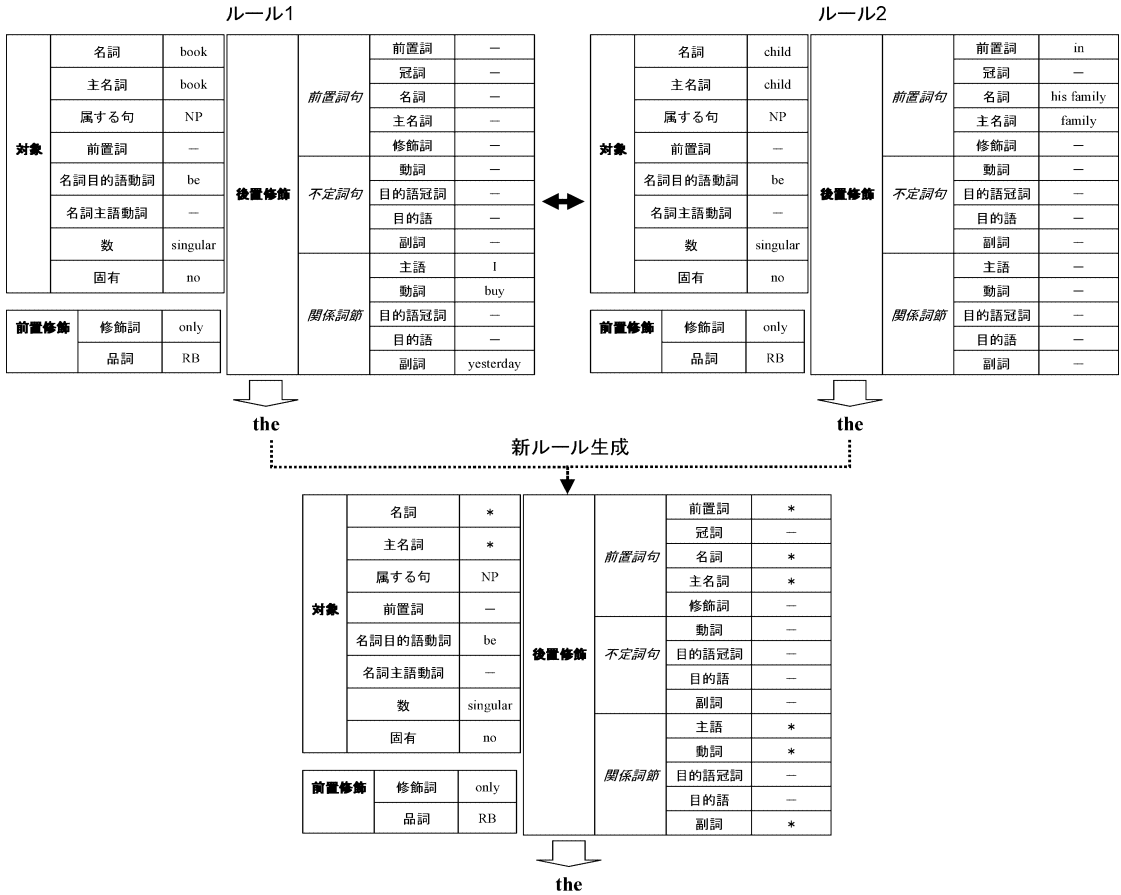 ルール1
対象
名詞 book
主名詞 book
属する句 NP
前置詞 －
名詞目的語動詞 be
名詞主語動詞 －
数 singular
固有 no
前置修飾
修飾詞 only
品詞 RB
後置修飾
前置詞句
前置詞 －
冠詞 －
名詞 －
主名詞 －
修飾詞 －
不定詞句
動詞 －
目的語冠詞 －
目的語 －
副詞 －
関係詞節
主語 I
動詞 buy
目的語冠詞 －
目的語 －
副詞 yesterday
the
ルール2
対象
名詞 child
主名詞 child
属する句 NP
前置詞 －
名詞目的語動詞 be
名詞主語動詞 －
数 singular
固有 no
前置修飾
修飾詞 only
品詞 RB
後置修飾
前置詞句
前置詞 in
冠詞 －
名詞 his family
主名詞 family
修飾詞 －
不定詞句
動詞 －
目的語冠詞 －
目的語 －
副詞 －
関係詞節
主語 －
動詞 －
目的語冠詞 －
目的語 －
副詞 －
the
新ルール生成
対象
名詞 *
主名詞 *
属する句 NP
前置詞 －
名詞目的語動詞 be
名詞主語動詞 －
数 singular
固有 no
前置修飾
修飾詞 only
品詞 RB
後置修飾
前置詞句
前置詞 *
冠詞 －
名詞 *
主名詞 *
修飾詞 －
不定詞句
動詞 －
目的語冠詞 －
目的語 －
副詞 －
関係詞節
主語 *
動詞 *
目的語冠詞 －
目的語 －
副詞 *
the